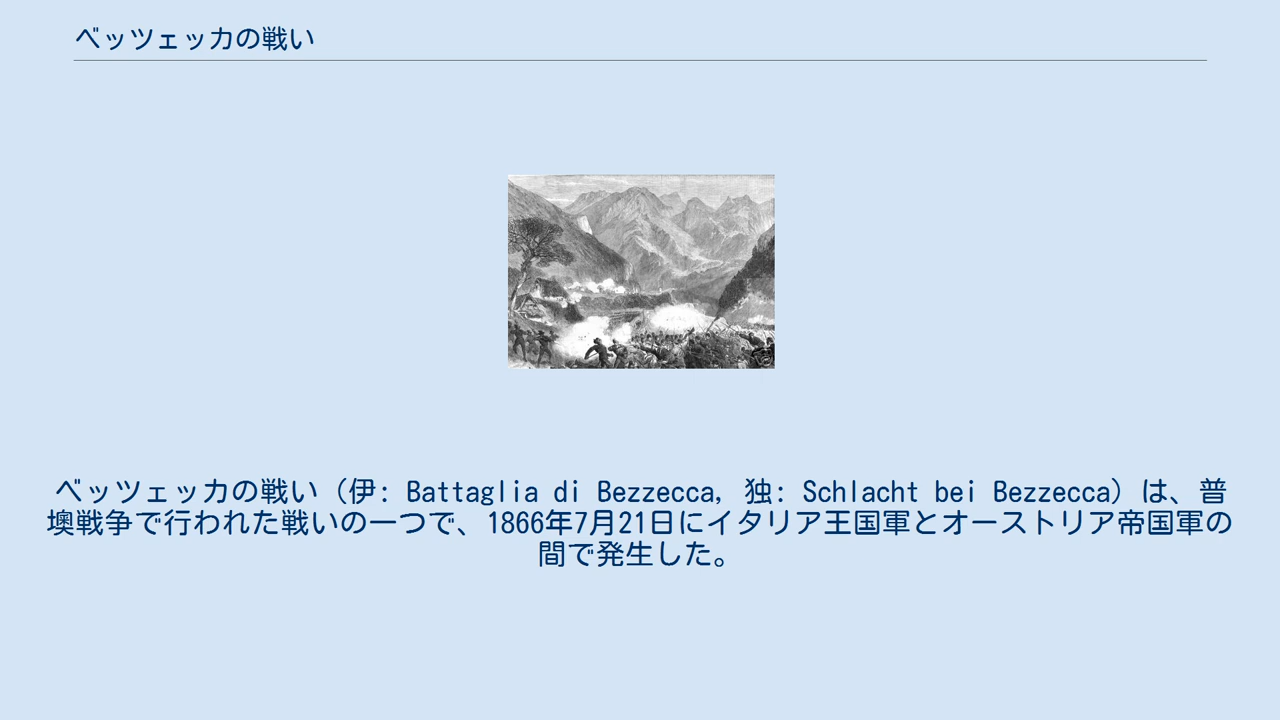 ベッツェッカの戦い
ベッツェッカの戦い（伊: Battaglia di Bezzecca, 独: Schlacht bei Bezzecca）は、普
墺戦争で行われた戦いの一つで、1866年7月21日にイタリア王国軍とオーストリア帝国軍の
間で発生した。